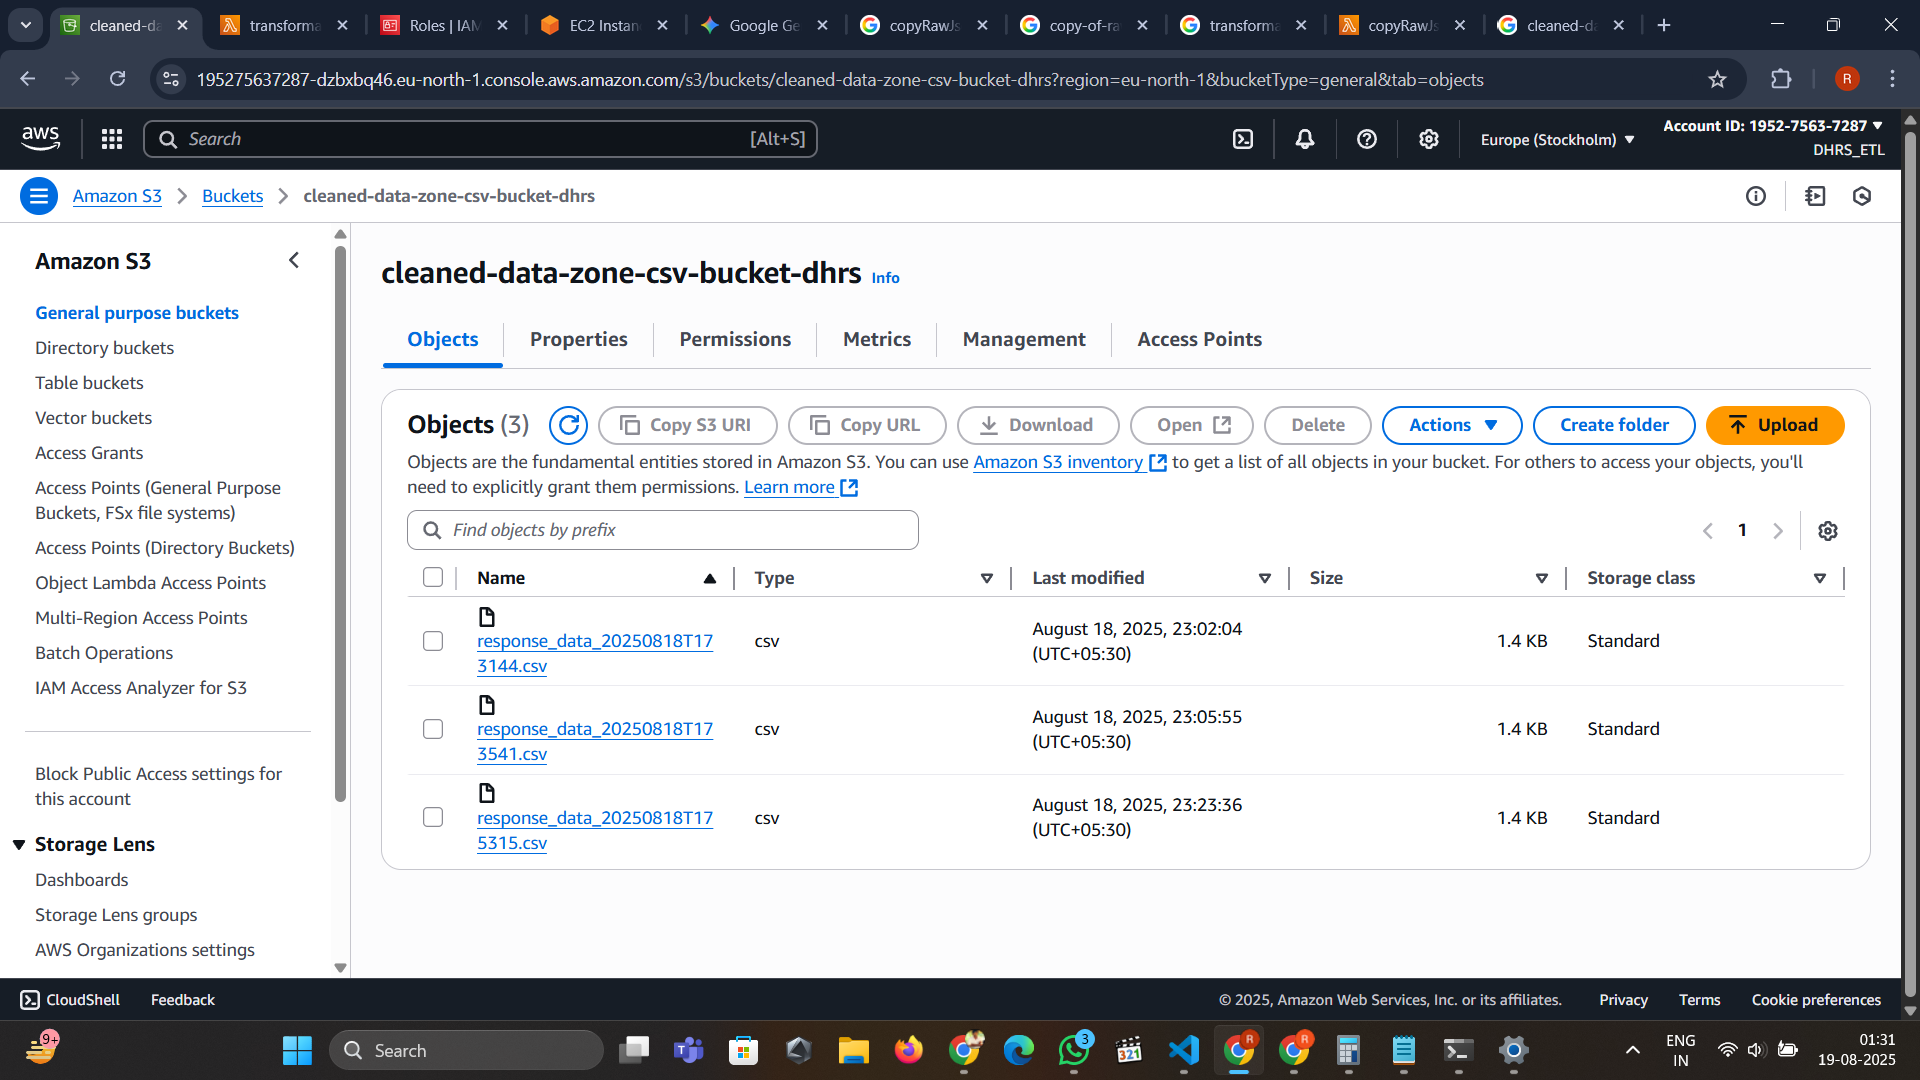 cleaned-da
transforma
Roles | IAM
EC2 Instan
Google Ge
copyRawJs
copy-of-ra
transforma
copyRawJs
cleaned-da
195275637287-dzbxbq46.eu-north-1.console.aws.amazon.com/s3/buckets/cleaned-data-zone-csv-bucket-dhrs?region=eu-north-1&bucketType=general&tab=objects
R
aws
Search
[Alt+S]
Europe (Stockholm)
Account ID: 1952-7563-7287
DHRS_ETL
Amazon S3
Buckets
cleaned-data-zone-csv-bucket-dhrs
Amazon S3
General purpose buckets
Directory buckets
Table buckets
Vector buckets
Access Grants
Access Points (General Purpose
Buckets, FSx file systems)
Access Points (Directory Buckets)
Object Lambda Access Points
Multi-Region Access Points
Batch Operations
IAM Access Analyzer for S3
Block Public Access settings for
this account
Storage Lens
Dashboards
Storage Lens groups
AWS Organizations settings
cleaned-data-zone-csv-bucket-dhrs Info
Objects
Properties
Permissions
Metrics
Management
Access Points
Objects (3)
Copy S3 URI
Copy URL
Download
Open
Delete
Actions
Create folder
Upload
Objects are the fundamental entities stored in Amazon S3. You can use Amazon S3 inventory to get a list of all objects in your bucket. For others to access your objects, you'll
need to explicitly grant them permissions. Learn more
Find objects by prefix
1
Name
Type
Last modified
Size
Storage class
response_data_20250818T17
3144.csv
csv
August 18, 2025, 23:02:04
(UTC+05:30)
1.4 KB
Standard
response_data_20250818T17
3541.csv
csv
August 18, 2025, 23:05:55
(UTC+05:30)
1.4 KB
Standard
response_data_20250818T17
5315.csv
csv
August 18, 2025, 23:23:36
(UTC+05:30)
1.4 KB
Standard
CloudShell
Feedback
© 2025, Amazon Web Services, Inc. or its affiliates.
Privacy
Terms
Cookie preferences
9+
Search
3
321
R
R
ENG
IN
01:31
19-08-2025